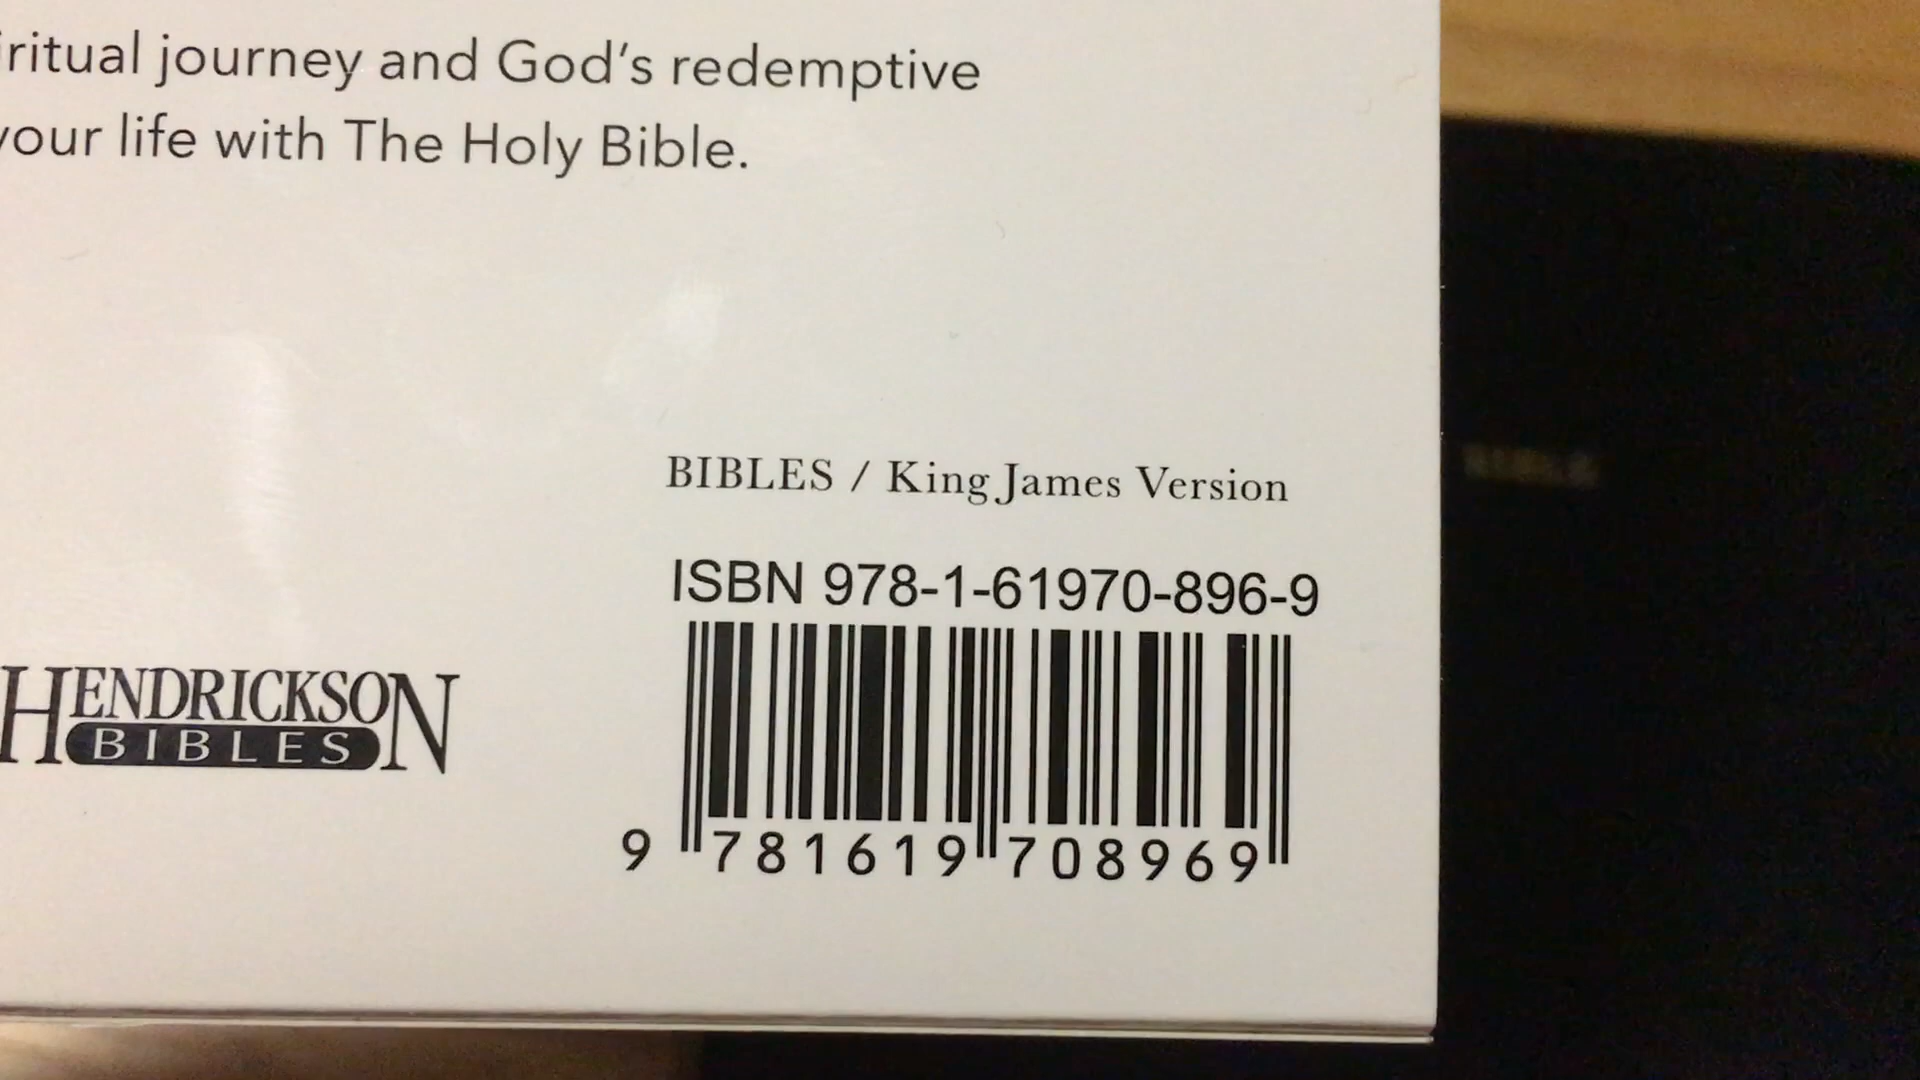 ritual journey and God's redemptive
your life with The Holy Bible.
BIBLES / King James Version
ISBN 978-1-61970-896-9
HENDRICKSON
BIBLES
9 781619 708969